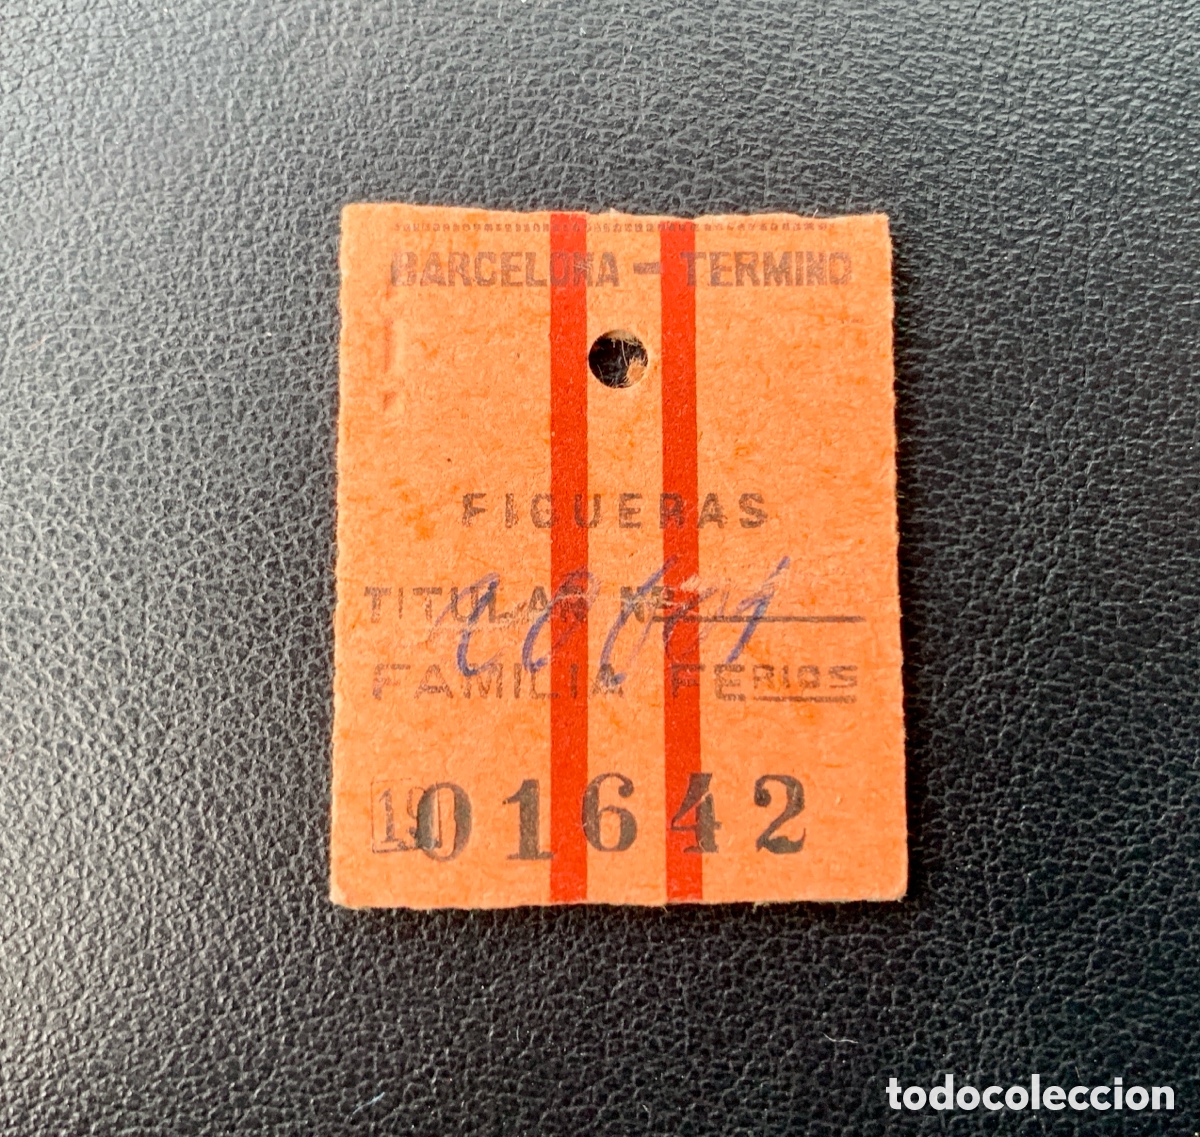 BARCELONA - TERMINO
FIGUERAS
TITULAR Nº
FAMILIA FERIOS
01642
todocoleccion